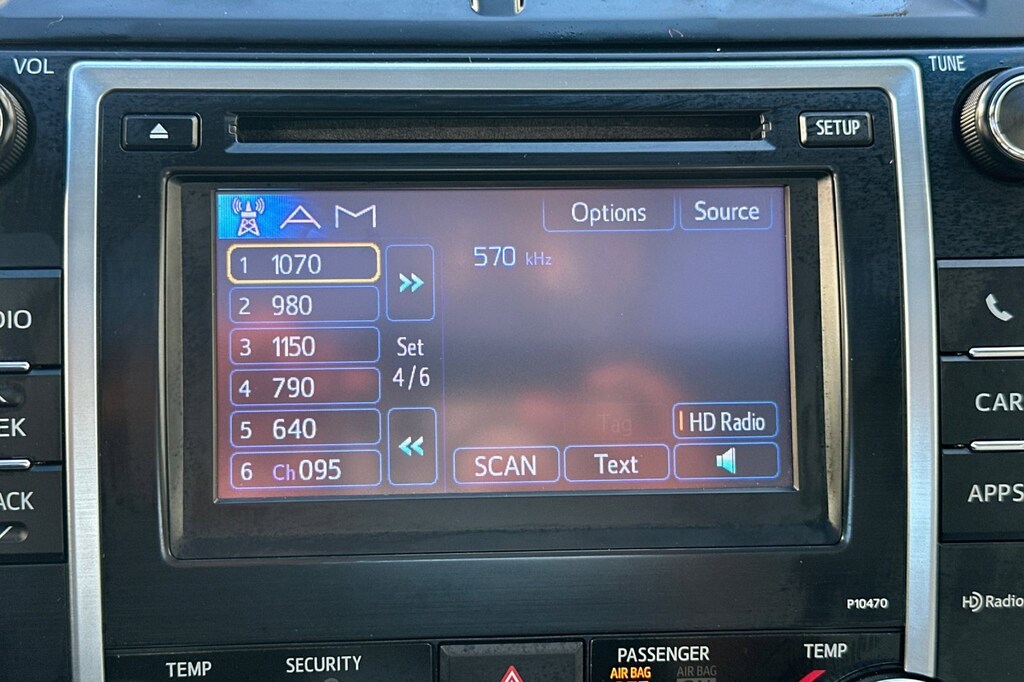 VOL
TUNE
SETUP
AM
Options
Source
1 1070
570 kHz
2 980
3 1150
Set
4/6
4 790
5 640
6 Ch095
Tag
HD Radio
SCAN
Text
DIO
EK
ACK
CAR
APPS
P10470
HD Radio
TEMP
SECURITY
PASSENGER
AIR BAG
AIR BAG
TEMP